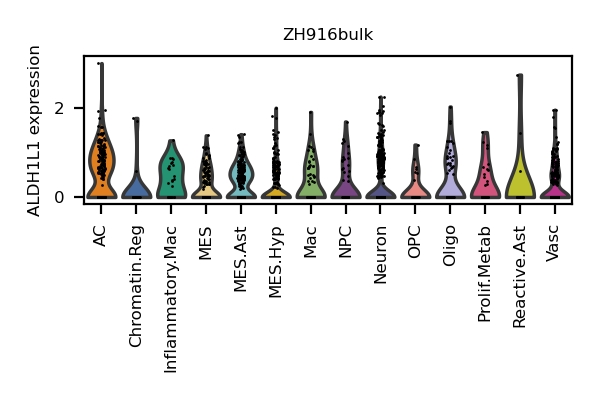 ZH916bulk
ALDH1L1 expression
2
0
AC
Chromatin.Reg
Inflammatory.Mac
MES
MES.Ast
MES.Hyp
Mac
NPC
Neuron
OPC
Oligo
Prolif.Metab
Reactive.Ast
Vasc